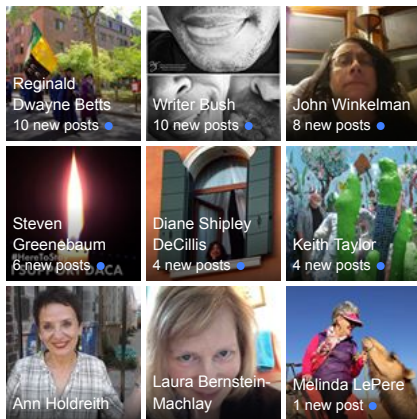 Reginald
Dwayne Betts
10 new posts
Writer Bush
10 new posts
John Winkelman
8 new posts
Steven
Greenebaum
6 new posts
Diane Shipley
DeCillis
4 new posts
Keith Taylor
4 new posts
Ann Holdreith
Laura Bernstein-
Machlay
Melinda LePere
1 new post